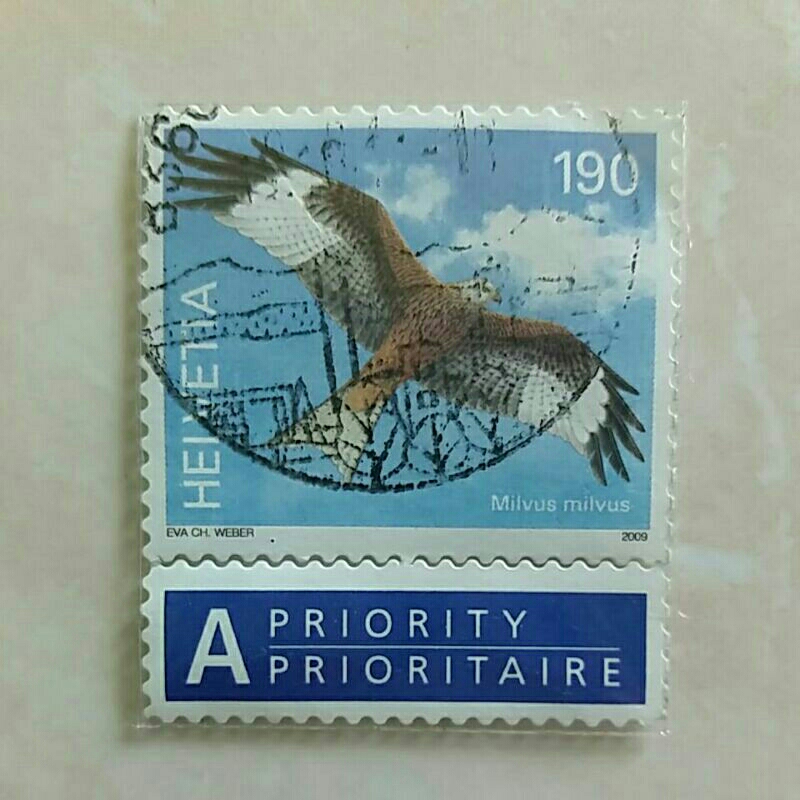 190
HELVETIA
Milvus milvus
EVA CH. WEBER
2009
A PRIORITY
PRIORITAIRE